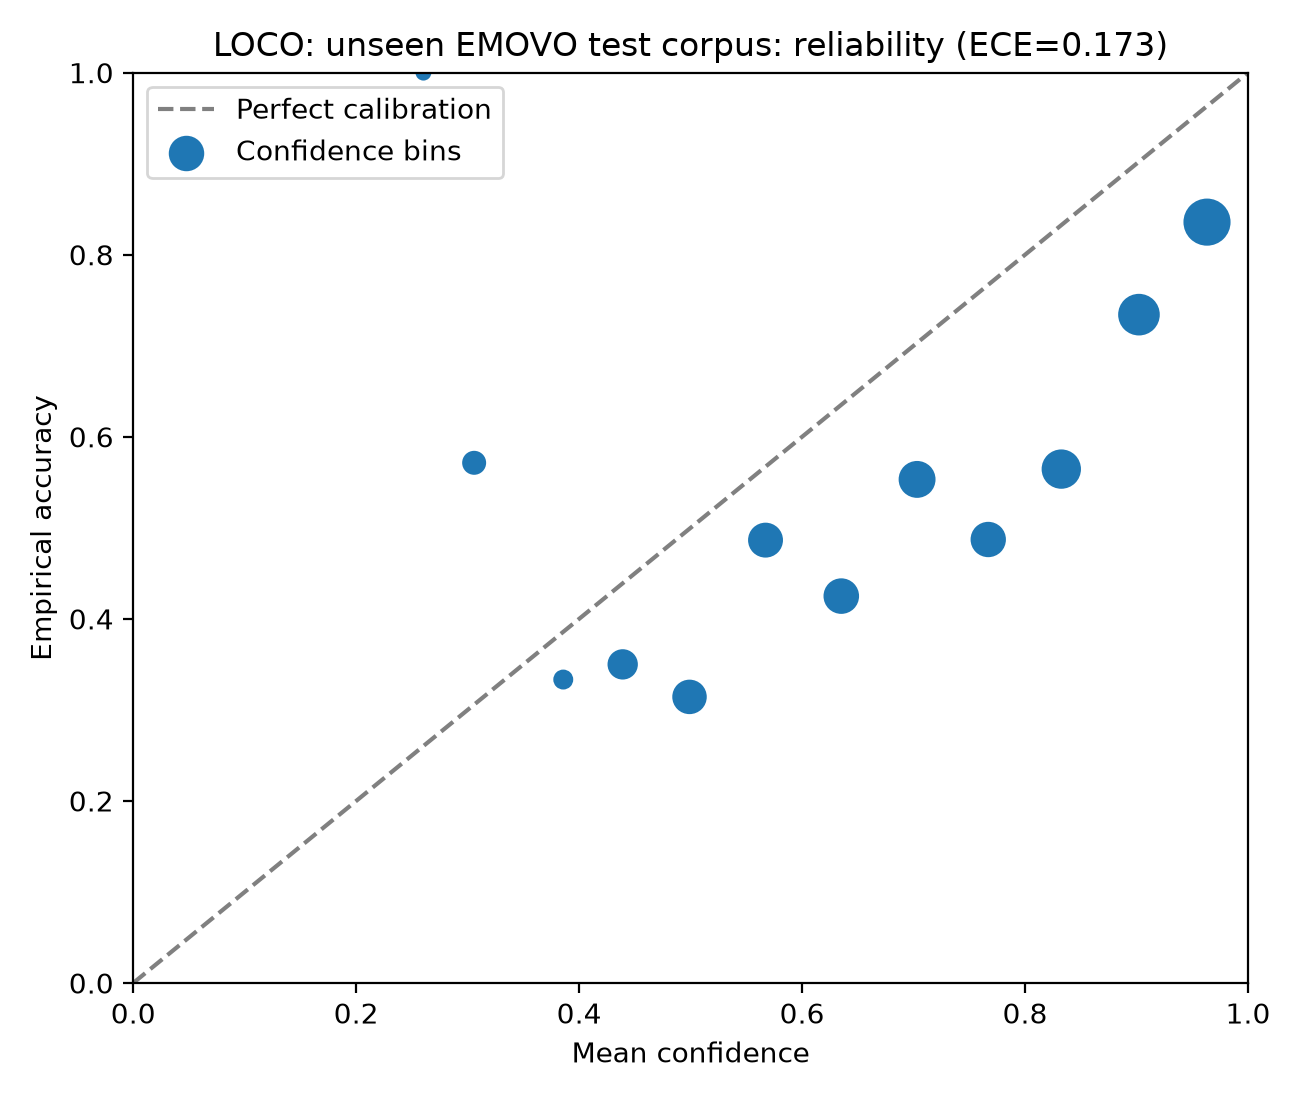 LOCO: unseen EMOVO test corpus: reliability (ECE=0.173)
Perfect calibration
Confidence bins
Empirical accuracy
1.0
0.8
0.6
0.4
0.2
0.0
0.0 0.2 0.4 0.6 0.8 1.0
Mean confidence